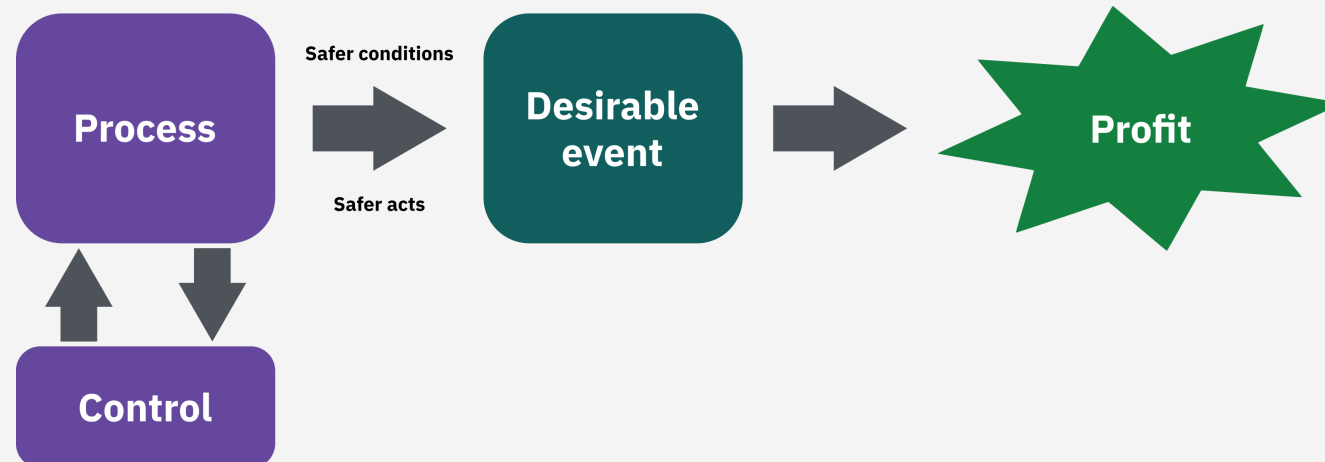 Process
Safer conditions
Safer acts
Desirable
event
Profit
Control